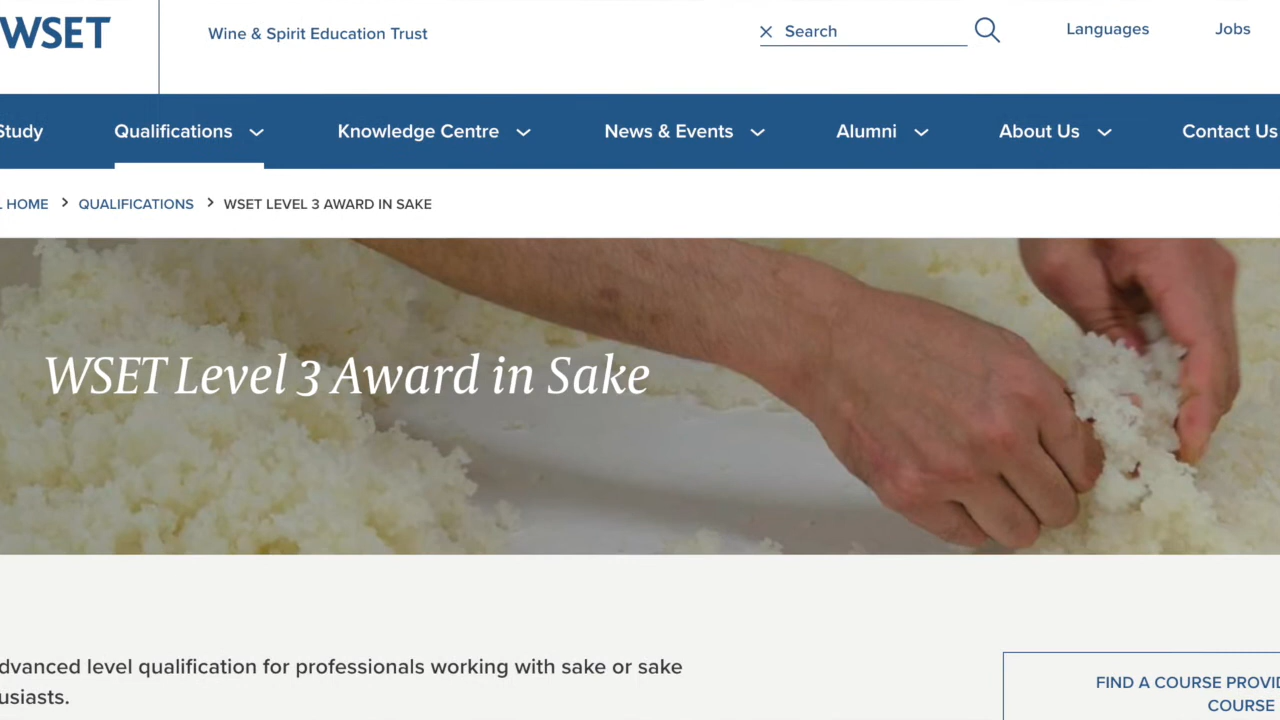 WSET
Wine & Spirit Education Trust
Search
Languages
Jobs
Study
Qualifications
Knowledge Centre
News & Events
Alumni
About Us
Contact Us
HOME > QUALIFICATIONS > WSET LEVEL 3 AWARD IN SAKE
WSET Level 3 Award in Sake
dvanced level qualification for professionals working with sake or sake
usiasts.
FIND A COURSE PROVID
COURSE